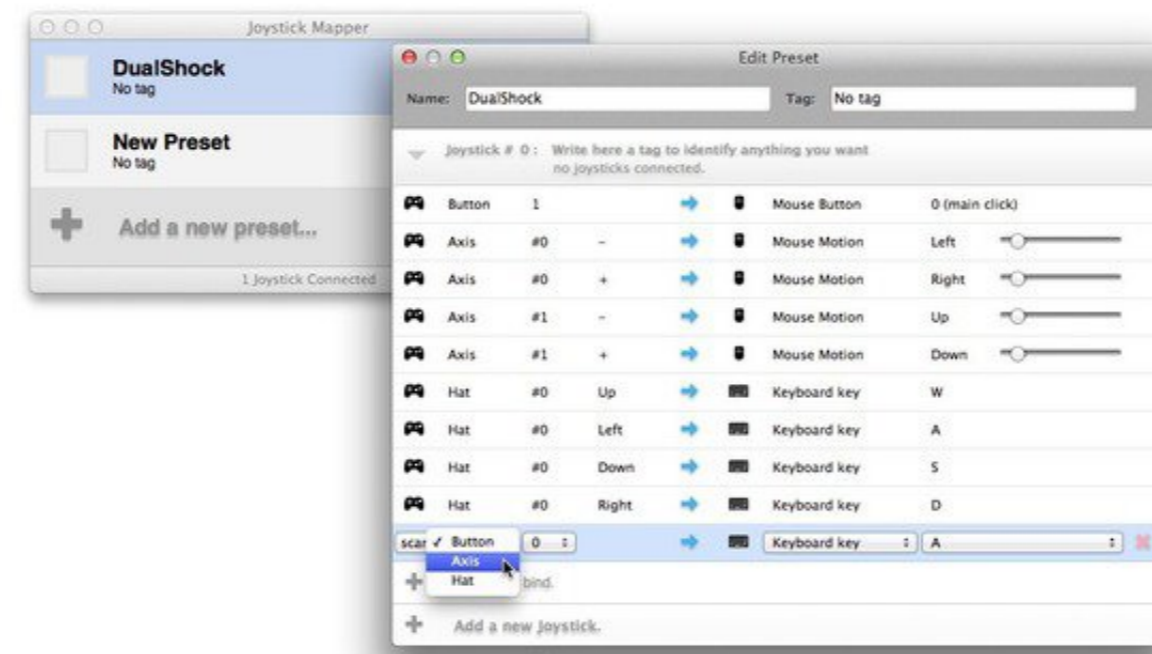 Joystick Mapper
DualShock
No tag
New Preset
No tag
Add a new preset...
1 Joystick Connected
Edit Preset
Name: DualShock Tag: No tag
Joystick # 0 : Write here a tag to identify anything you want
no joysticks connected.
Button 1 Mouse Button 0 (main click)
Axis #0 - Mouse Motion Left
Axis #0 + Mouse Motion Right
Axis #1 - Mouse Motion Up
Axis #1 + Mouse Motion Down
Hat #0 Up Keyboard key W
Hat #0 Left Keyboard key A
Hat #0 Down Keyboard key S
Hat #0 Right Keyboard key D
✓ Button 0 Keyboard key A
Axis
Hat bind.
Add a new Joystick.